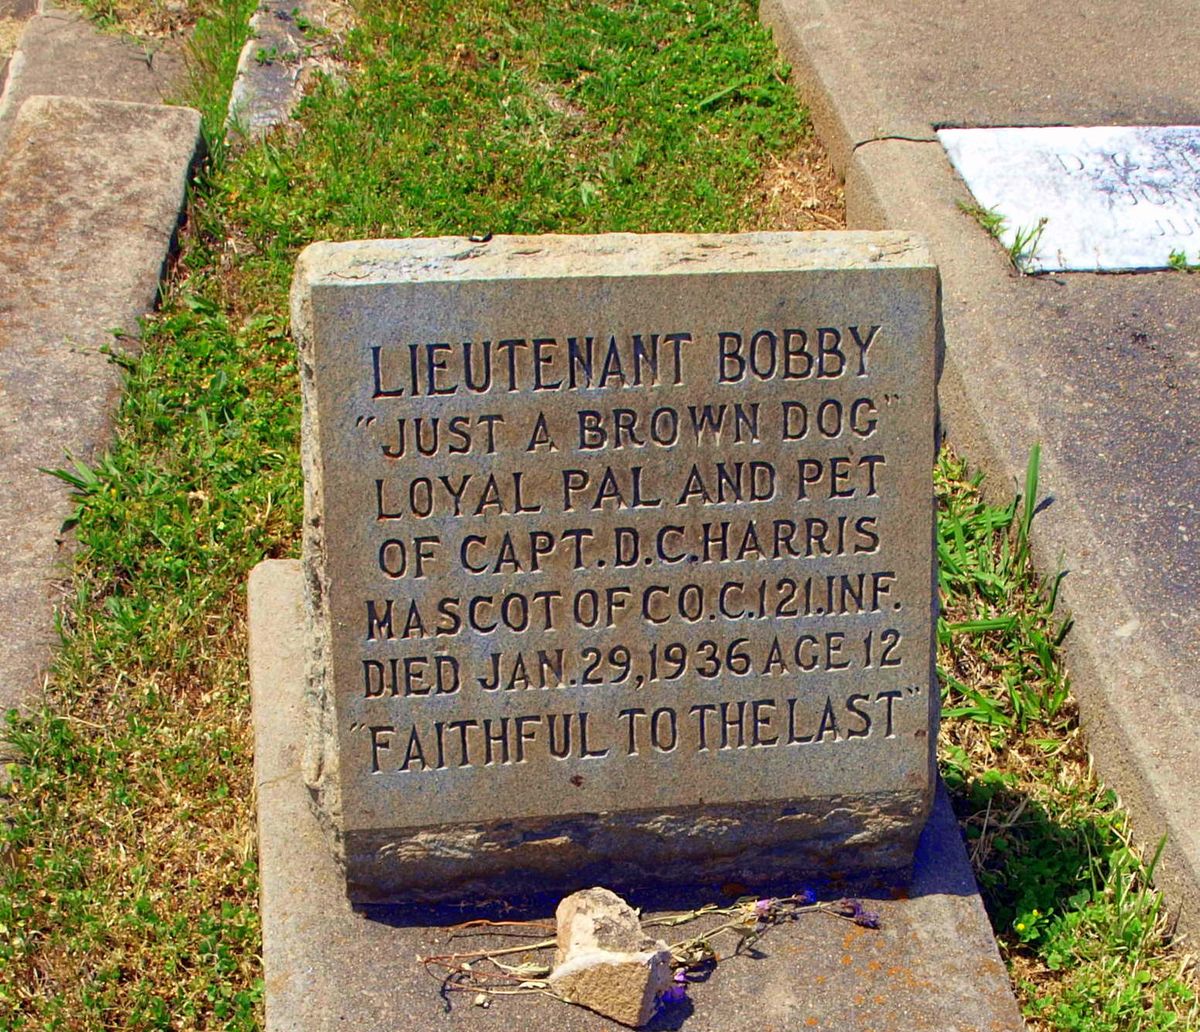 LIEUTENANT BOBBY
"JUST A BROWN DOG"
LOYAL PAL AND PET
OF CAPT. D.C. HARRIS
MASCOT OF CO. C. 121. INF.
DIED JAN. 29, 1936 AGE 12
"FAITHFUL TO THE LAST"